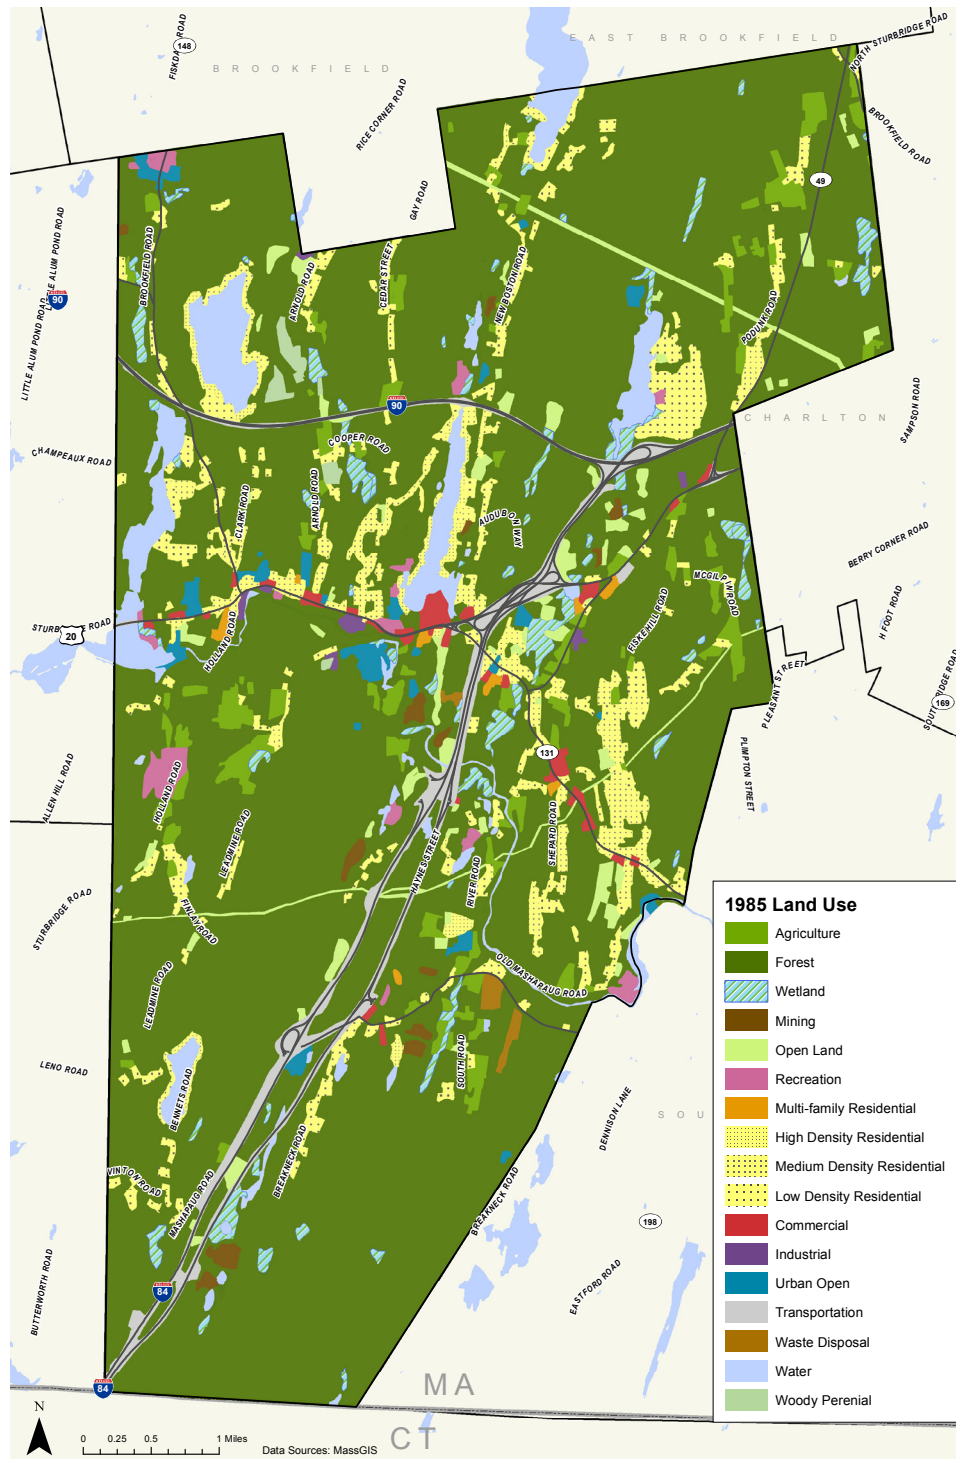 FISKDALE ROAD
148
BROOKFIELD
EAST BROOKFIELD
NORTH STURBRIDGE ROAD
RICE CORNER ROAD
BROOKFIELD ROAD
GAY ROAD
49
LITTLE ALUM POND ROAD
90
LITTLE ALUM POND ROAD
BROOKFIELD ROAD
ARNOLD ROAD
CEDAR STREET
NEW BOSTON ROAD
PODUNK ROAD
90
CHARLTON
SAMPSON ROAD
CHAMPEAUX ROAD
COOPER ROAD
CLARK ROAD
ARNOLD ROAD
AUDUBON WAY
BERRY CORNER ROAD
MCGILPIN ROAD
FISKE HILL ROAD
H FOOT ROAD
20
HOLLAND ROAD
PLEASANT STREET
169
ALLEN HILL ROAD
HOLLAND ROAD
131
PLIMPTON STREET
LEADMINE ROAD
SHEPARD ROAD
HAYNES STREET
RIVER ROAD
STURBRIDGE ROAD
FINLAY ROAD
LEADMINE ROAD
OLD MASHAPAUG ROAD
LENO ROAD
BENNETS ROAD
SOUTH ROAD
DENNISON LANE
SOU
VINTON ROAD
MASHAPAUG ROAD
BREAKNECK ROAD
BREAKNECK ROAD
198
BUTTERWORTH ROAD
EASTFORD ROAD
84
84
MA
CT
1985 Land Use
Agriculture
Forest
Wetland
Mining
Open Land
Recreation
Multi-family Residential
High Density Residential
Medium Density Residential
Low Density Residential
Commercial
Industrial
Urban Open
Transportation
Waste Disposal
Water
Woody Perenial
N
0 0.25 0.5 1 Miles
Data Sources: MassGIS